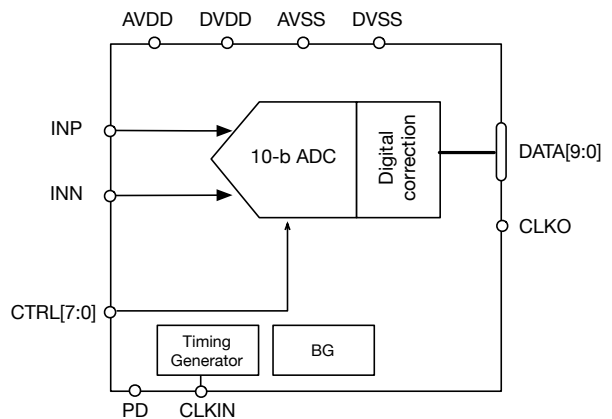 AVDD DVDD AVSS DVSS
INP
10-b ADC
Digital
correction
DATA[9:0]
INN
CLKO
CTRL[7:0]
Timing
Generator
BG
PD CLKIN